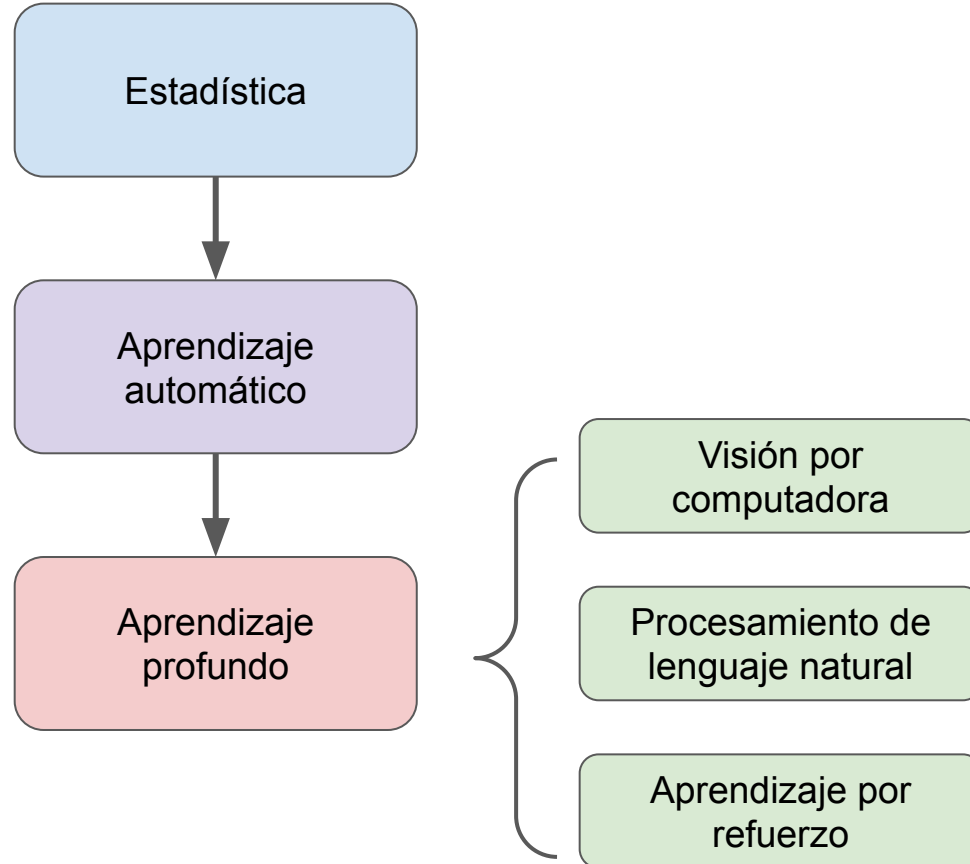 Estadística
Aprendizaje
automático
Aprendizaje
profundo
Visión por
computadora
Procesamiento de
lenguaje natural
Aprendizaje por
refuerzo